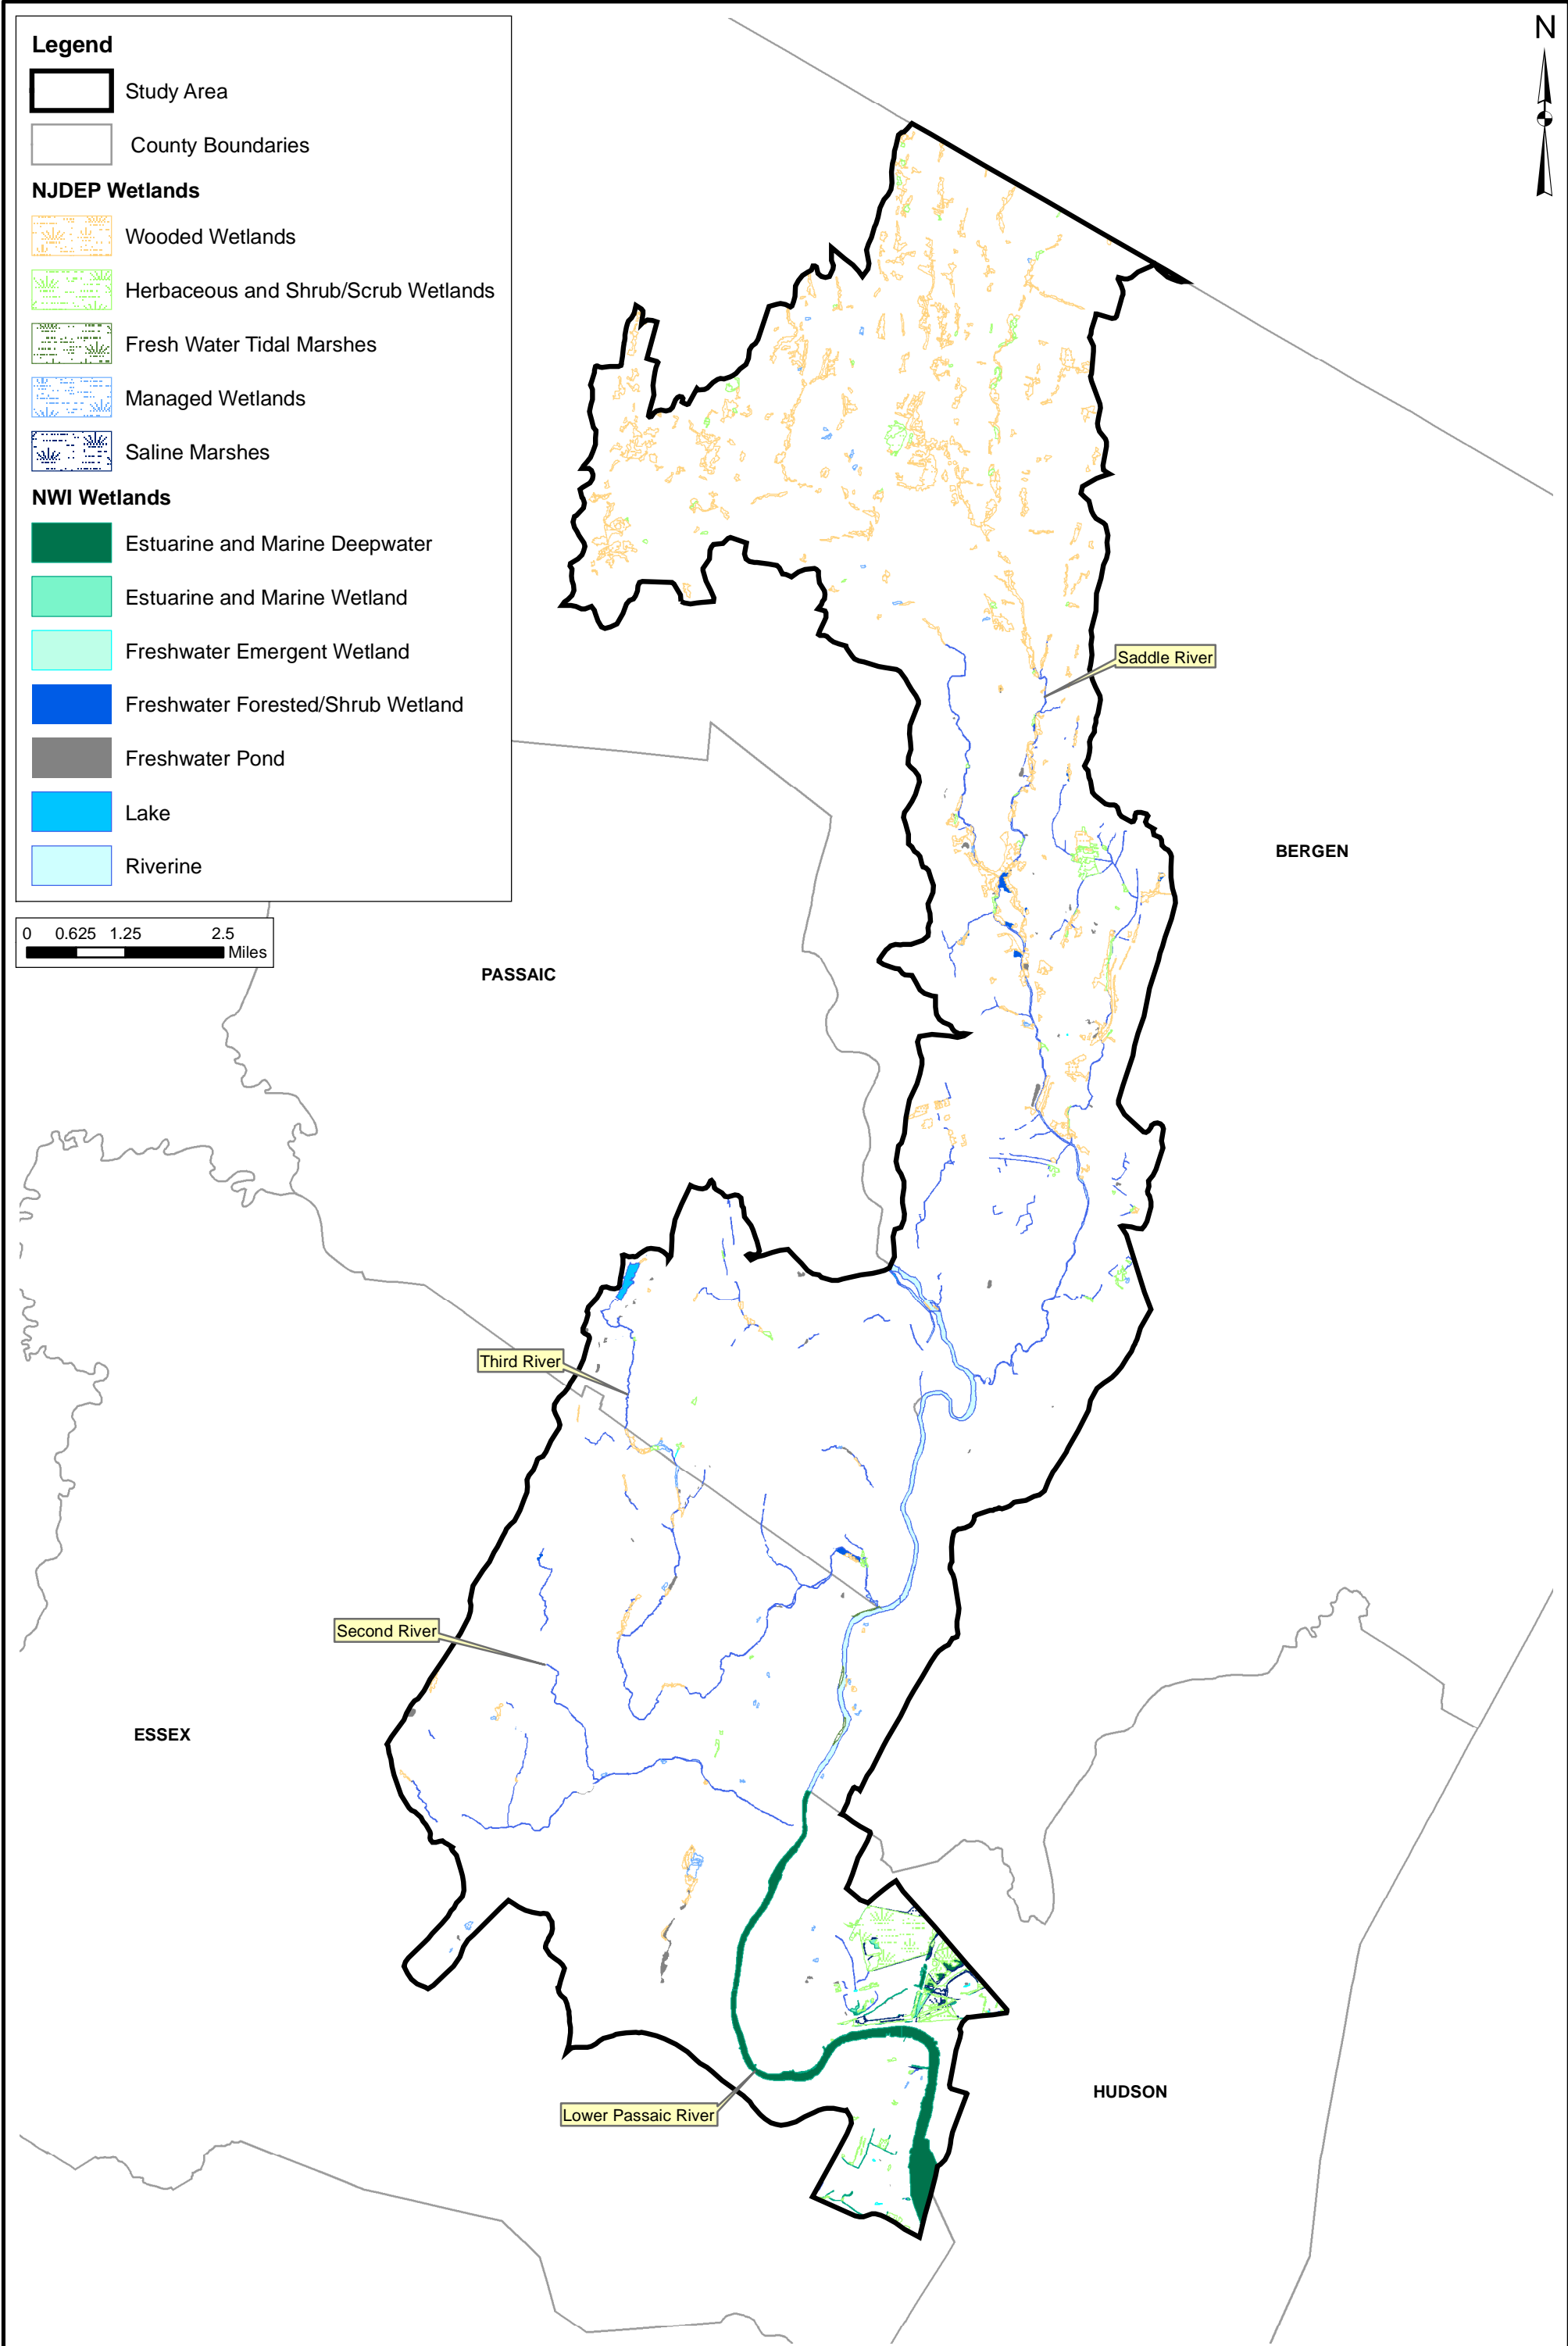 N
Legend
Study Area
County Boundaries
NJDEP Wetlands
Wooded Wetlands
Herbaceous and Shrub/Scrub Wetlands
Fresh Water Tidal Marshes
Managed Wetlands
Saline Marshes
NWI Wetlands
Estuarine and Marine Deepwater
Estuarine and Marine Wetland
Freshwater Emergent Wetland
Freshwater Forested/Shrub Wetland
Freshwater Pond
Lake
Riverine
0 0.625 1.25 2.5
Miles
Saddle River
BERGEN
PASSAIC
Third River
Second River
ESSEX
HUDSON
Lower Passaic River